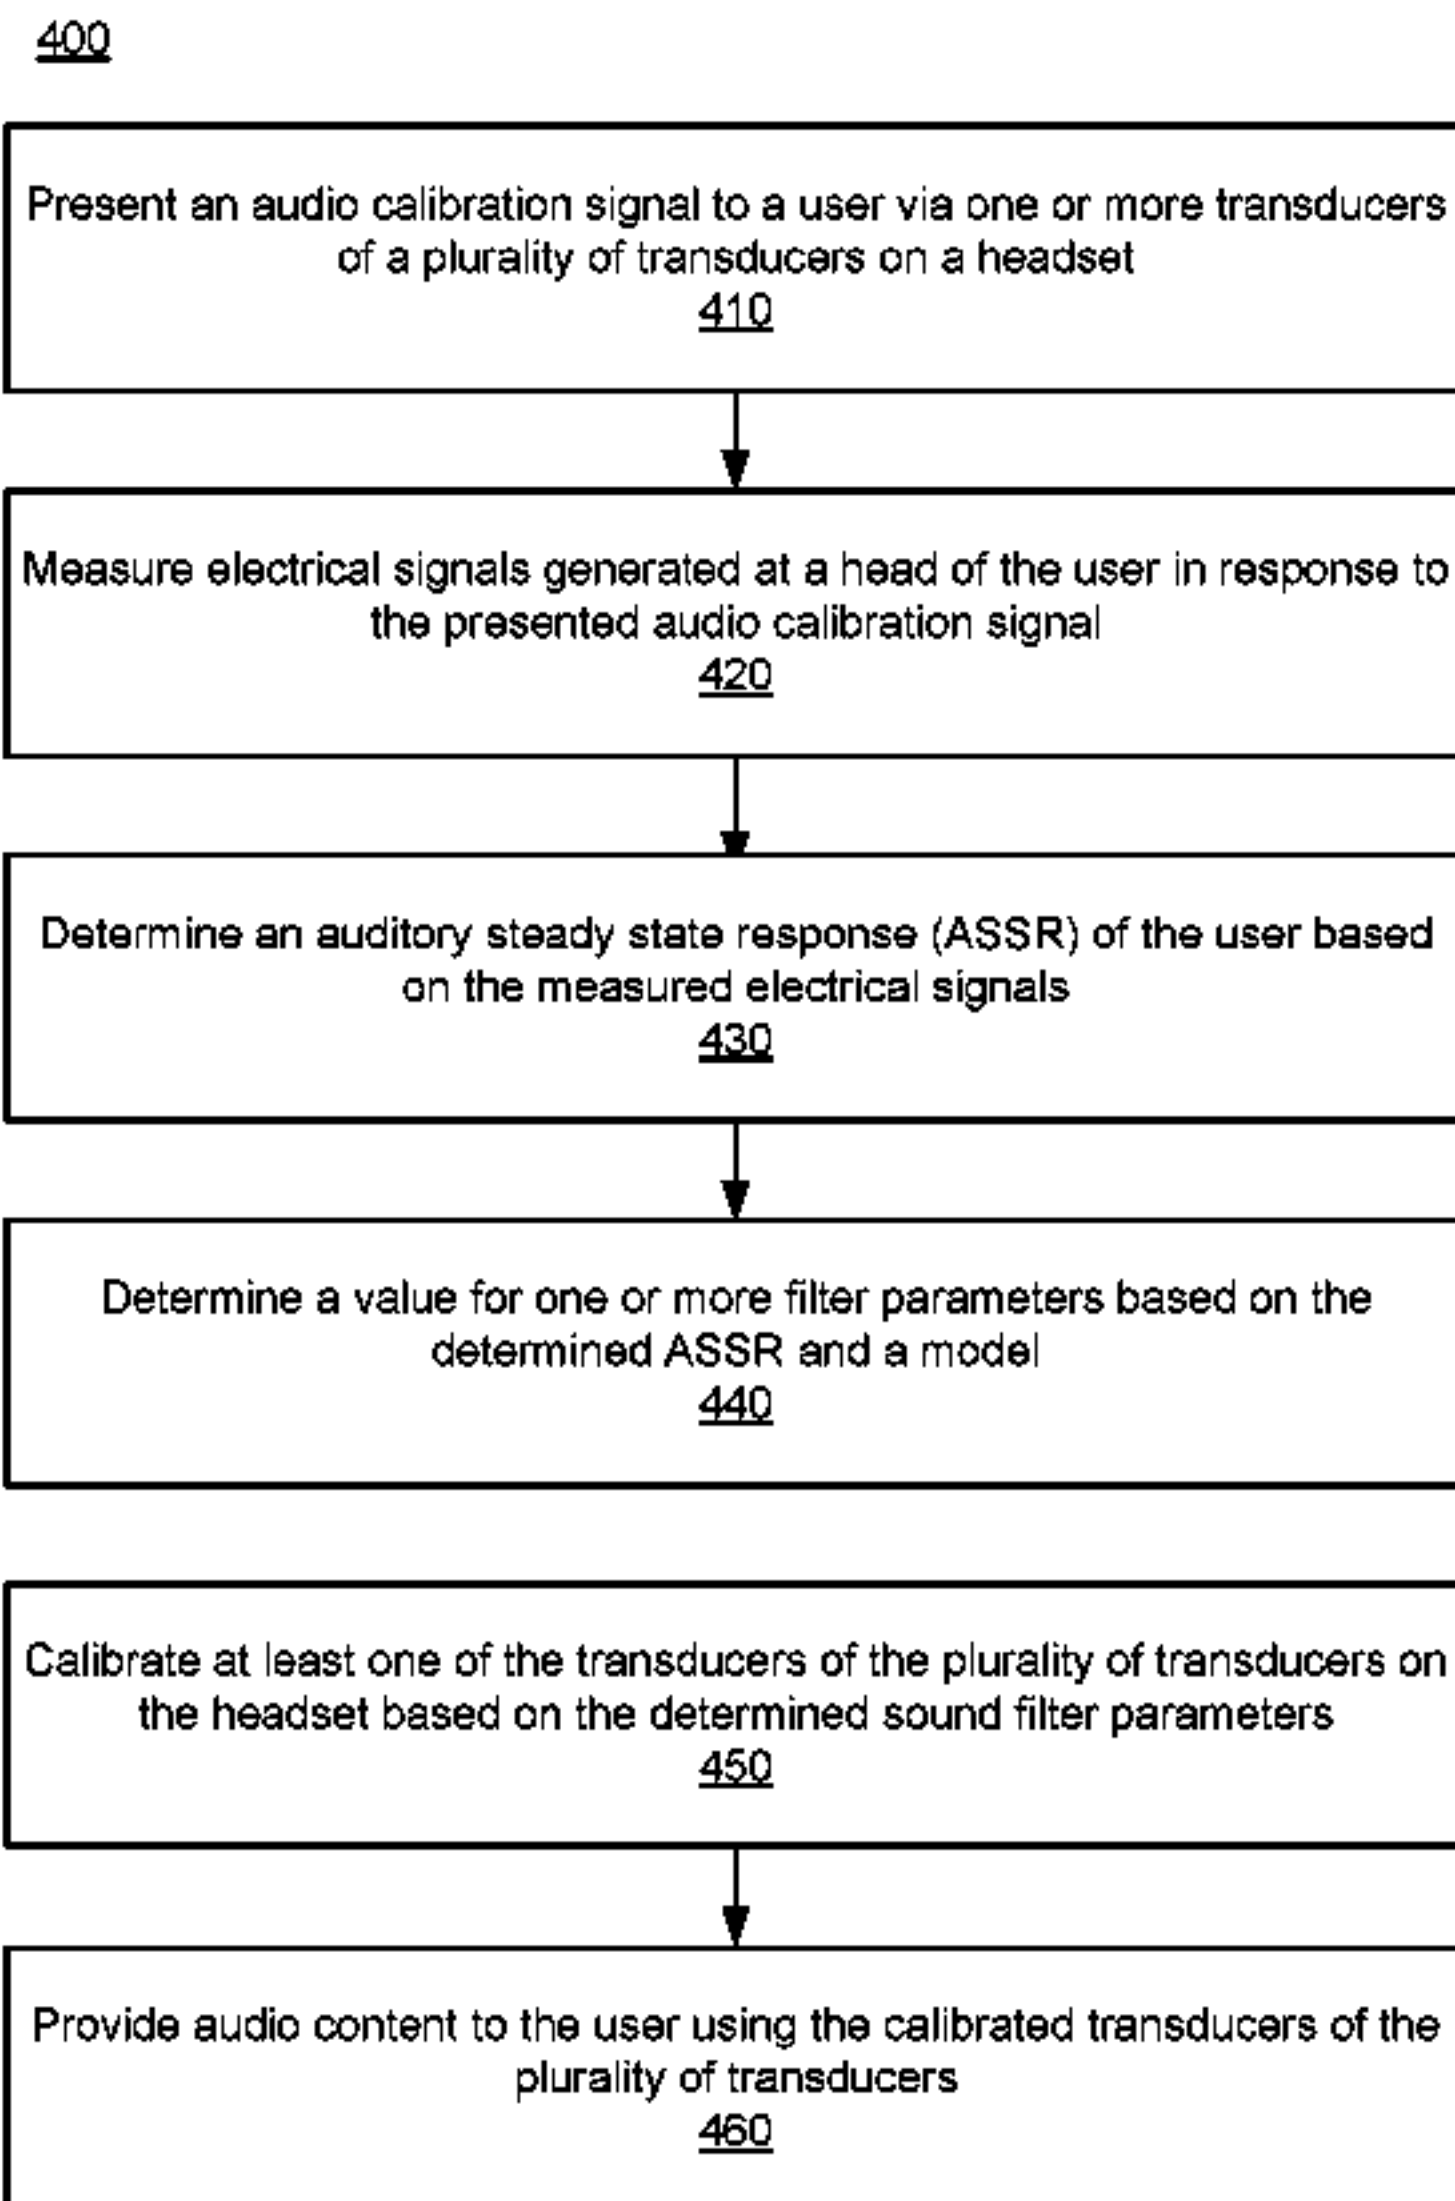 400
Present an audio calibration signal to a user via one or more transducers
of a plurality of transducers on a headset
410
Measure electrical signals generated at a head of the user in response to
the presented audio calibration signal
420
Determine an auditory steady state response (ASSR) of the user based
on the measured electrical signals
430
Determine a value for one or more filter parameters based on the
determined ASSR and a model
440
Calibrate at least one of the transducers of the plurality of transducers on
the headset based on the determined sound filter parameters
450
Provide audio content to the user using the calibrated transducers of the
plurality of transducers
460